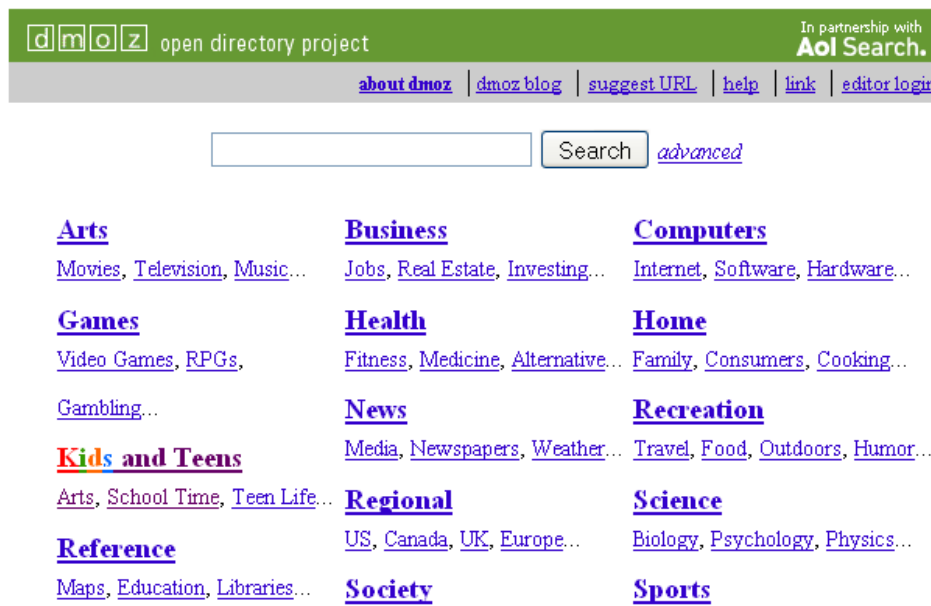 dmoz open directory project
In partnership with
Aol Search.
about dmoz | dmoz blog | suggest URL | help | link | editor login
Search advanced
Arts
Movies, Television, Music...
Games
Video Games, RPGs,
Gambling...
Kids and Teens
Arts, School Time, Teen Life...
Reference
Maps, Education, Libraries...
Business
Jobs, Real Estate, Investing...
Health
Fitness, Medicine, Alternative...
News
Media, Newspapers, Weather...
Regional
US, Canada, UK, Europe...
Society
Computers
Internet, Software, Hardware...
Home
Family, Consumers, Cooking...
Recreation
Travel, Food, Outdoors, Humor...
Science
Biology, Psychology, Physics...
Sports